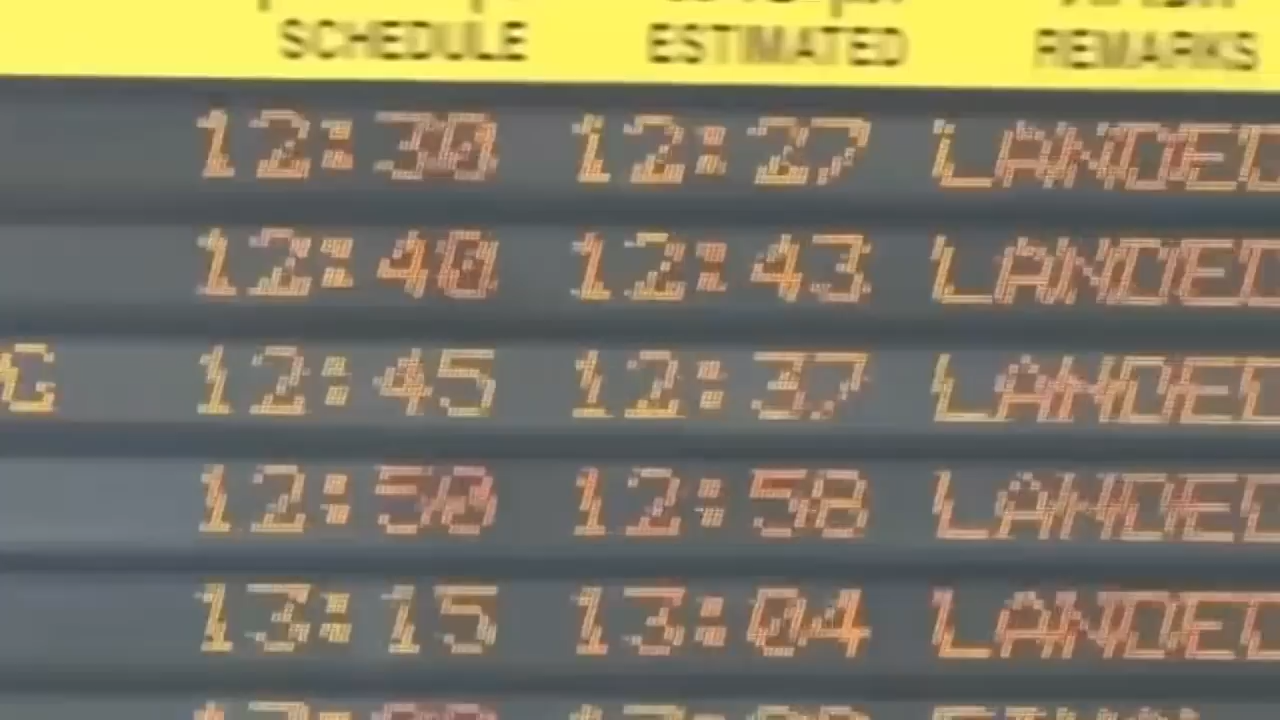 SCHEDULE ESTIMATED REMARKS
12:30 12:27 LANDED
12:40 12:43 LANDED
G 12:45 12:37 LANDED
12:50 12:58 LANDED
13:15 13:04 LANDED